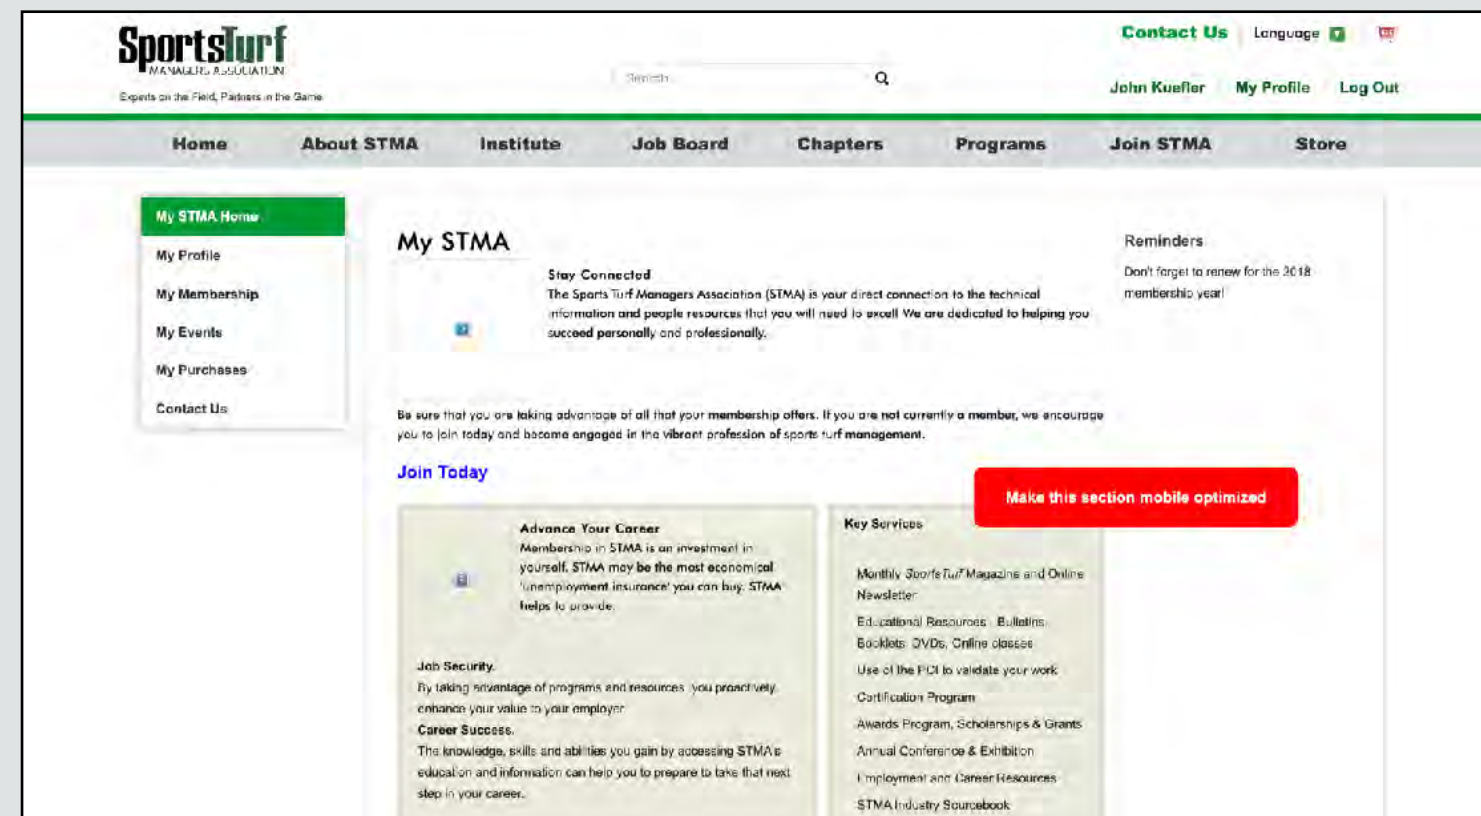 SportsTurf
MANAGERS ASSOCIATION
Experts on the Field, Partners in the Game
Search
Contact Us
Language
John Kuefler
My Profile
Log Out
Home
About STMA
Institute
Job Board
Chapters
Programs
Join STMA
Store
My STMA Home
My Profile
My Membership
My Events
My Purchases
Contact Us
My STMA
Stay Connected
The Sports Turf Managers Association (STMA) is your direct connection to the technical
information and people resources that you will need to excel! We are dedicated to helping you
succeed personally and professionally.
Reminders
Don't forget to renew for the 2018
membership year!
Be sure that you are taking advantage of all that your membership offers. If you are not currently a member, we encourage
you to join today and become engaged in the vibrant profession of sports turf management.
Join Today
Make this section mobile optimized
Advance Your Career
Membership in STMA is an investment in
yourself. STMA may be the most economical
'unemployment insurance' you can buy. STMA
helps to provide:
Job Security.
By taking advantage of programs and resources, you proactively
enhance your value to your employer.
Career Success.
The knowledge, skills and abilities you gain by accessing STMA's
education and information can help you to prepare to take that next
step in your career.
Key Services
Monthly SportsTurf Magazine and Online
Newsletter
Educational Resources - Bulletins,
Booklets, DVDs, Online classes
Use of the PCI to validate your work
Certification Program
Awards Program, Scholarships & Grants
Annual Conference & Exhibition
Employment and Career Resources
STMA Industry Sourcebook